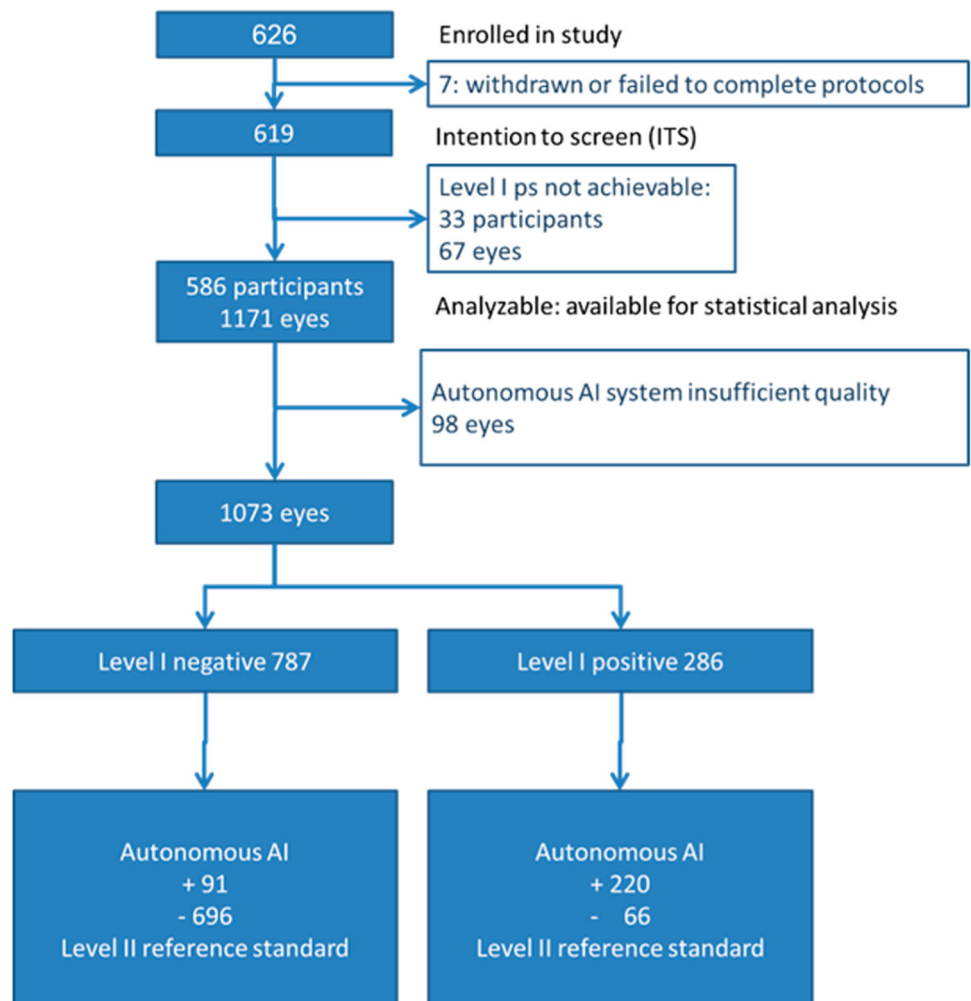 626
Enrolled in study
7: withdrawn or failed to complete protocols
619
Intention to screen (ITS)
Level I ps not achievable:
33 participants
67 eyes
586 participants
1171 eyes
Analyzable: available for statistical analysis
Autonomous AI system insufficient quality
98 eyes
1073 eyes
Level I negative 787
Level I positive 286
Autonomous AI
+ 91
- 696
Level II reference standard
Autonomous AI
+ 220
- 66
Level II reference standard